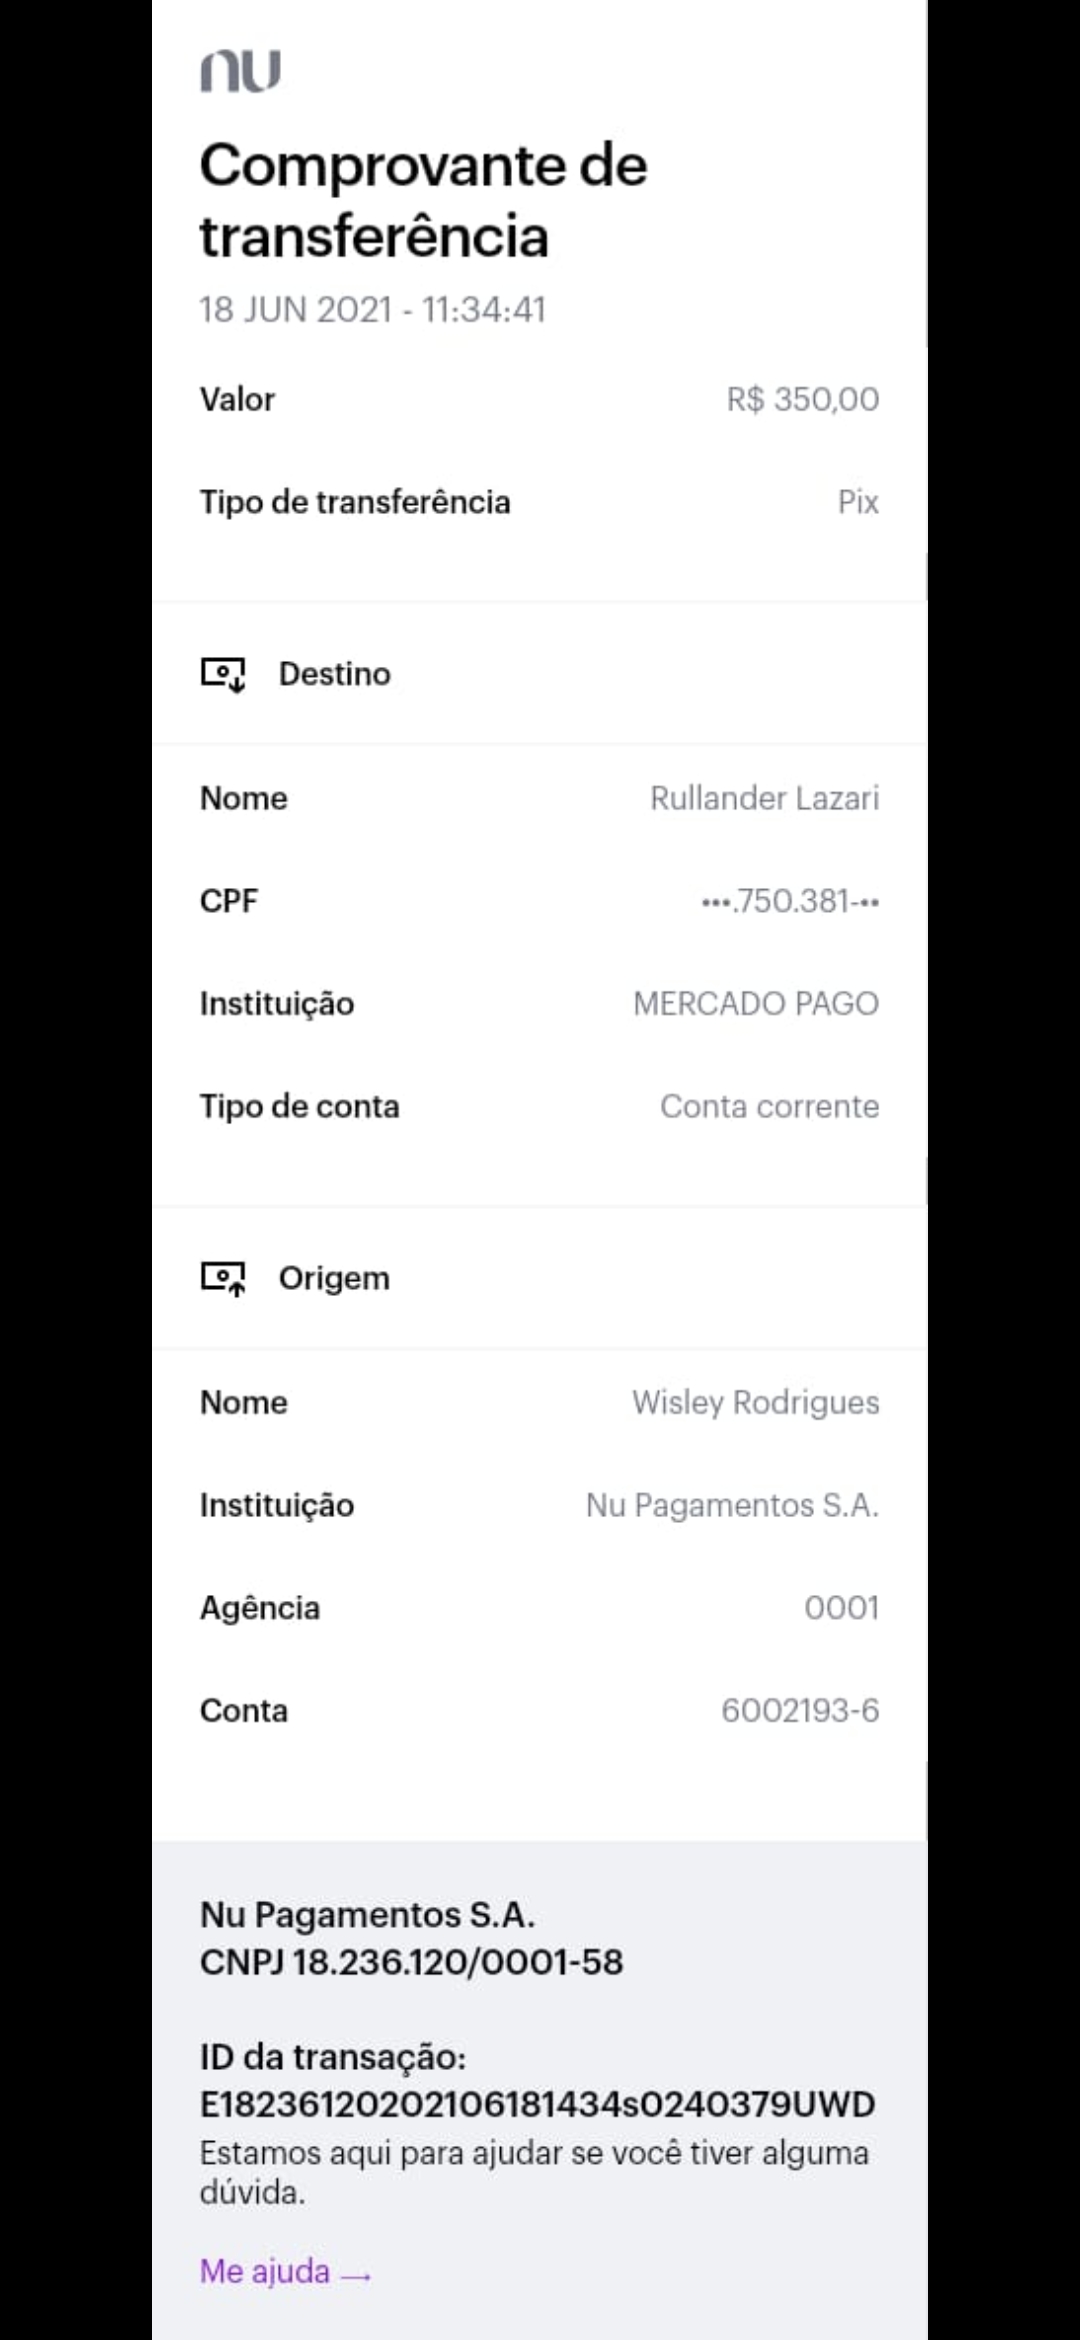 nu
Comprovante de
transferência
18 JUN 2021 - 11:34:41
Valor R$ 350,00
Tipo de transferência Pix
Destino
Nome Rullander Lazari
CPF •••.750.381-••
Instituição MERCADO PAGO
Tipo de conta Conta corrente
Origem
Nome Wisley Rodrigues
Instituição Nu Pagamentos S.A.
Agência 0001
Conta 6002193-6
Nu Pagamentos S.A.
CNPJ 18.236.120/0001-58
ID da transação:
E18236120202106181434s0240379UWD
Estamos aqui para ajudar se você tiver alguma
dúvida.
Me ajuda →